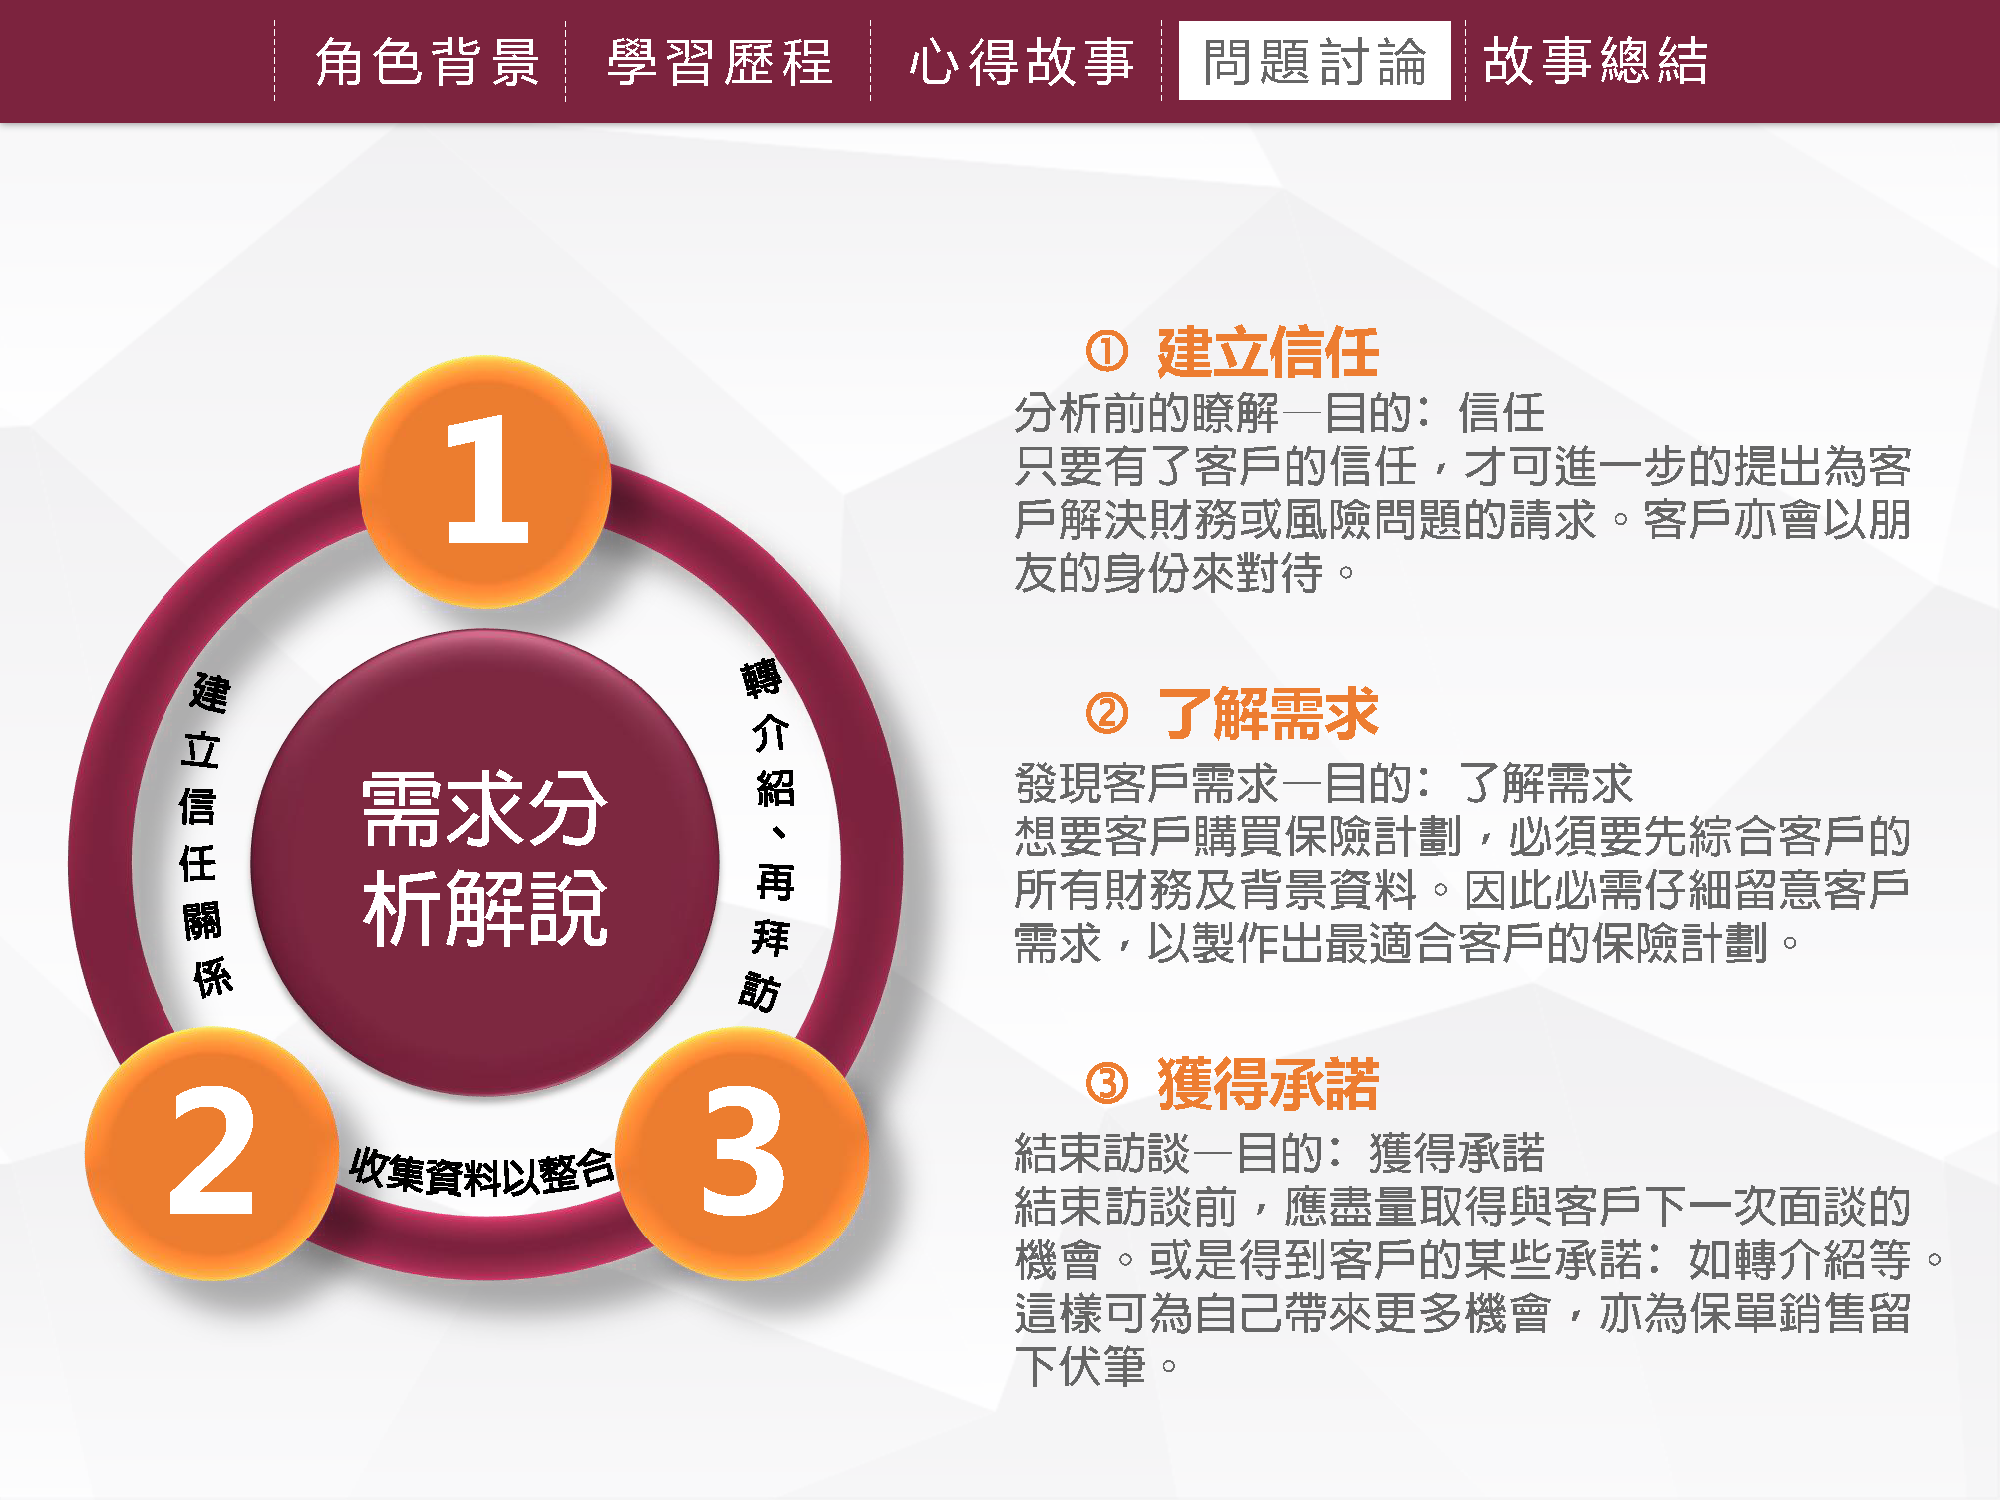 角色背景
學習歷程
心得故事
問題討論
故事總結
1
2
3
建立信任關係
轉介紹、再拜訪
收集資料以整合
需求分
析解說
① 建立信任
分析前的瞭解—目的：信任
只要有了客戶的信任，才可進一步的提出為客
戶解決財務或風險問題的請求。客戶亦會以朋
友的身份來對待。
② 了解需求
發現客戶需求—目的：了解需求
想要客戶購買保險計劃，必須要先綜合客戶的
所有財務及背景資料。因此必需仔細留意客戶
需求，以製作出最適合客戶的保險計劃。
③ 獲得承諾
結束訪談—目的：獲得承諾
結束訪談前，應盡量取得與客戶下一次面談的
機會。或是得到客戶的某些承諾：如轉介紹等。
這樣可為自己帶來更多機會，亦為保單銷售留
下伏筆。